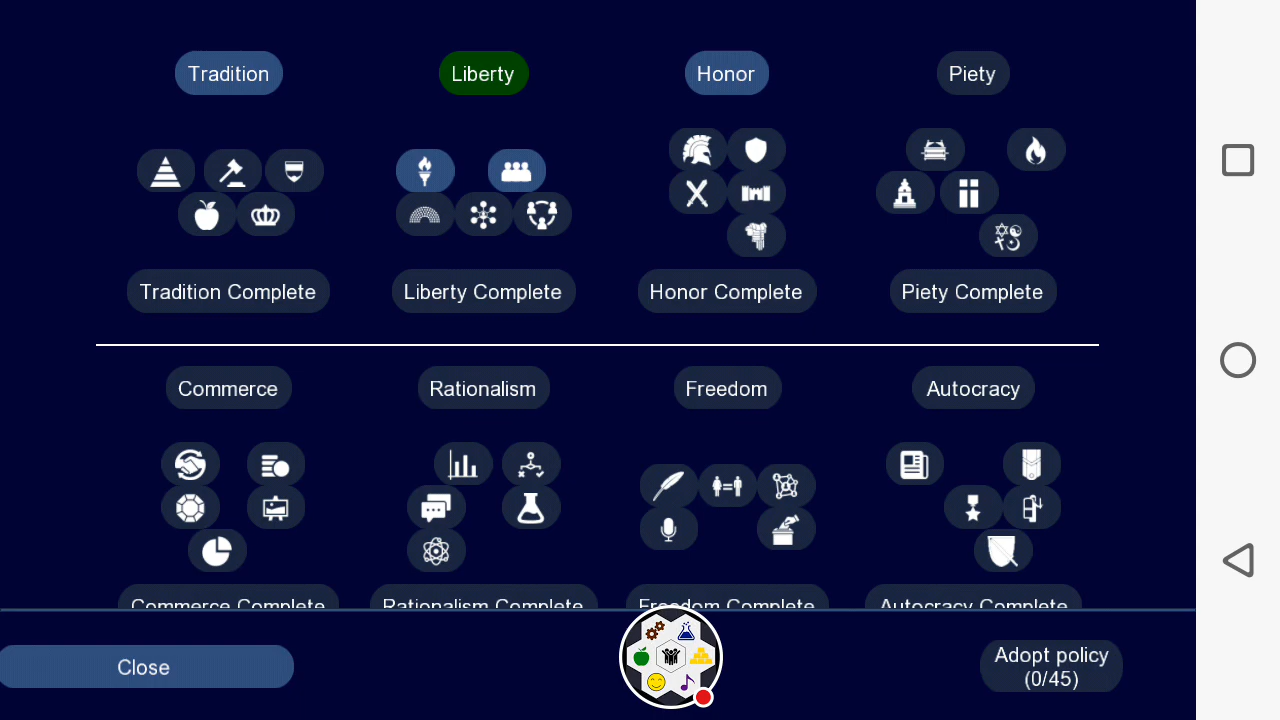 Tradition
Liberty
Honor
Piety
Tradition Complete
Liberty Complete
Honor Complete
Piety Complete
Commerce
Rationalism
Freedom
Autocracy
Commerce Complete
Rationalism Complete
Freedom Complete
Autocracy Complete
Close
Adopt policy
(0/45)